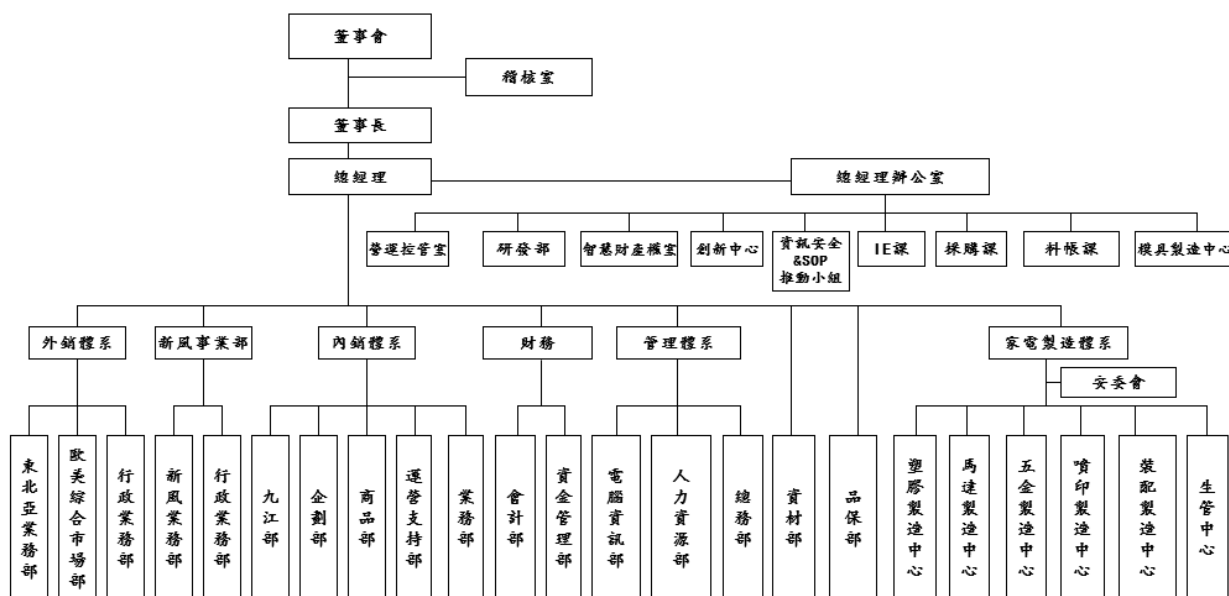 董事會
稽核室
董事長
總經理
總經理辦公室
營運控管室
研發部
智慧財產權室
創新中心
資訊安全
&SOP
推動小組
IE課
採購課
料帳課
模具製造中心
外銷體系
新風事業部
內銷體系
財務
管理體系
家電製造體系
安委會
東北亞業務部
歐美綜合市場部
行政業務部
新風業務部
行政業務部
九江部
企劃部
商品部
運營支持部
業務部
會計部
資金管理部
電腦資訊部
人力資源部
總務部
資材部
品保部
塑膠製造中心
馬達製造中心
五金製造中心
噴印製造中心
裝配製造中心
生管中心